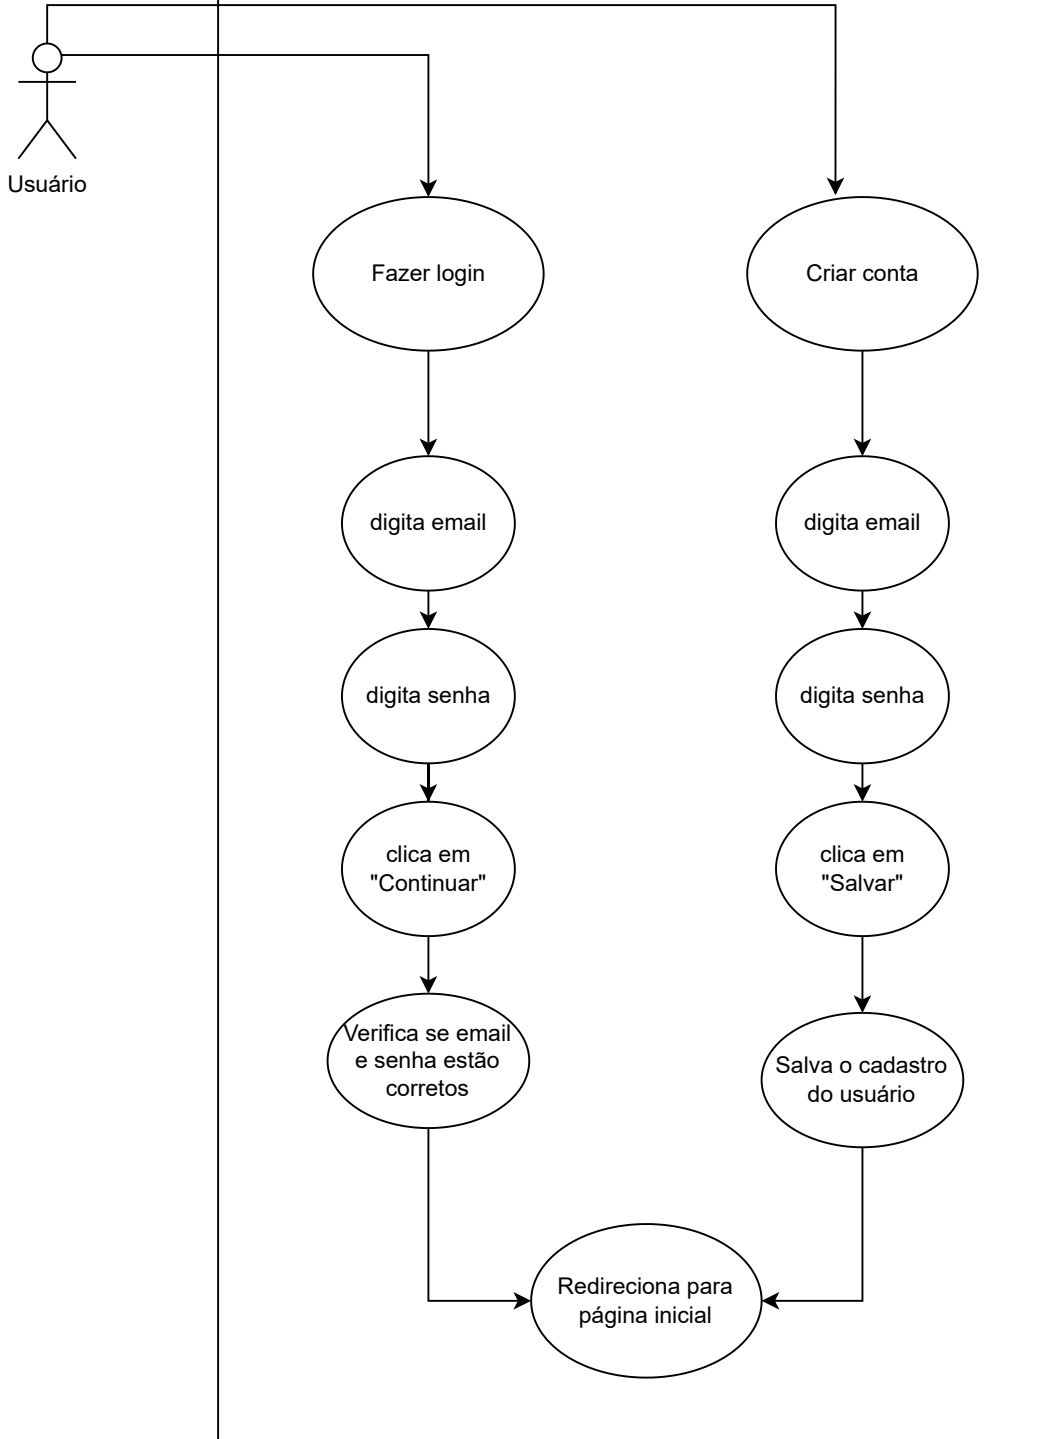 Usuário
Fazer login
Criar conta
digita email
digita email
digita senha
digita senha
clica em
"Continuar"
clica em
"Salvar"
Verifica se email
e senha estão
corretos
Salva o cadastro
do usuário
Redireciona para
página inicial